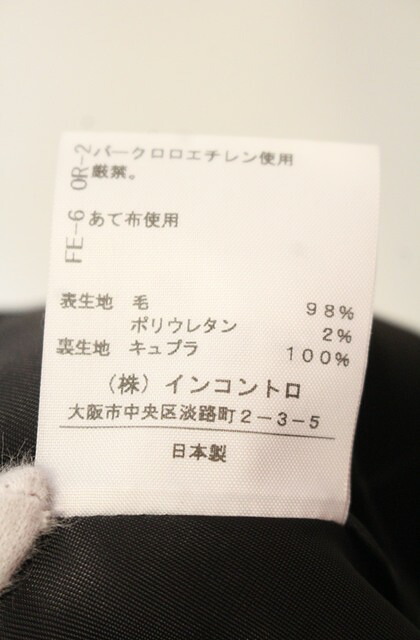 OR-2
パークロロエチレン使用
厳禁。
FE-6
あて布使用
表生地 毛 98%
ポリウレタン 2%
裏生地 キュプラ 100%
(株)インコントロ
大阪市中央区淡路町2-3-5
日本製